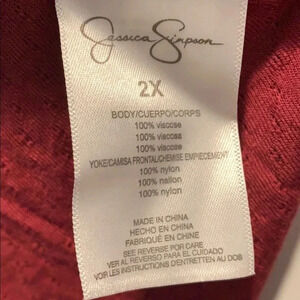 Jessica Simpson
2X
BODY/CUERPO/CORPS
100% viscose
100% viscosa
100% viscose
YOKE/CAMISA FRONTAL/CHEMISE EMPIECEMENT
100% nylon
100% nailon
100% nylon
MADE IN CHINA
HECHO EN CHINA
FABRIQUÉ EN CHINE
SEE REVERSE FOR CARE
VER AL REVERSO PARA EL CUIDADO
VOIR LES INSTRUCTIONS D'ENTRETIEN AU DOS